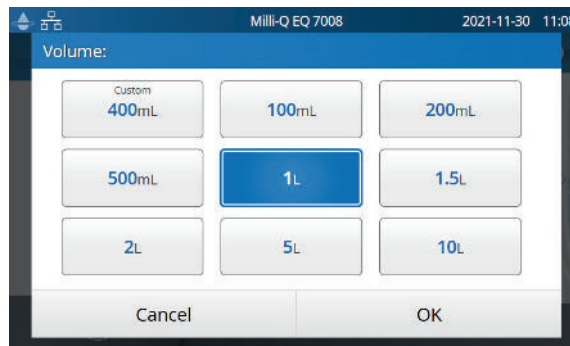 Milli-Q EQ 7008 2021-11-30 11:08
Volume:
Custom
400mL 100mL 200mL
500mL 1L 1.5L
2L 5L 10L
Cancel OK